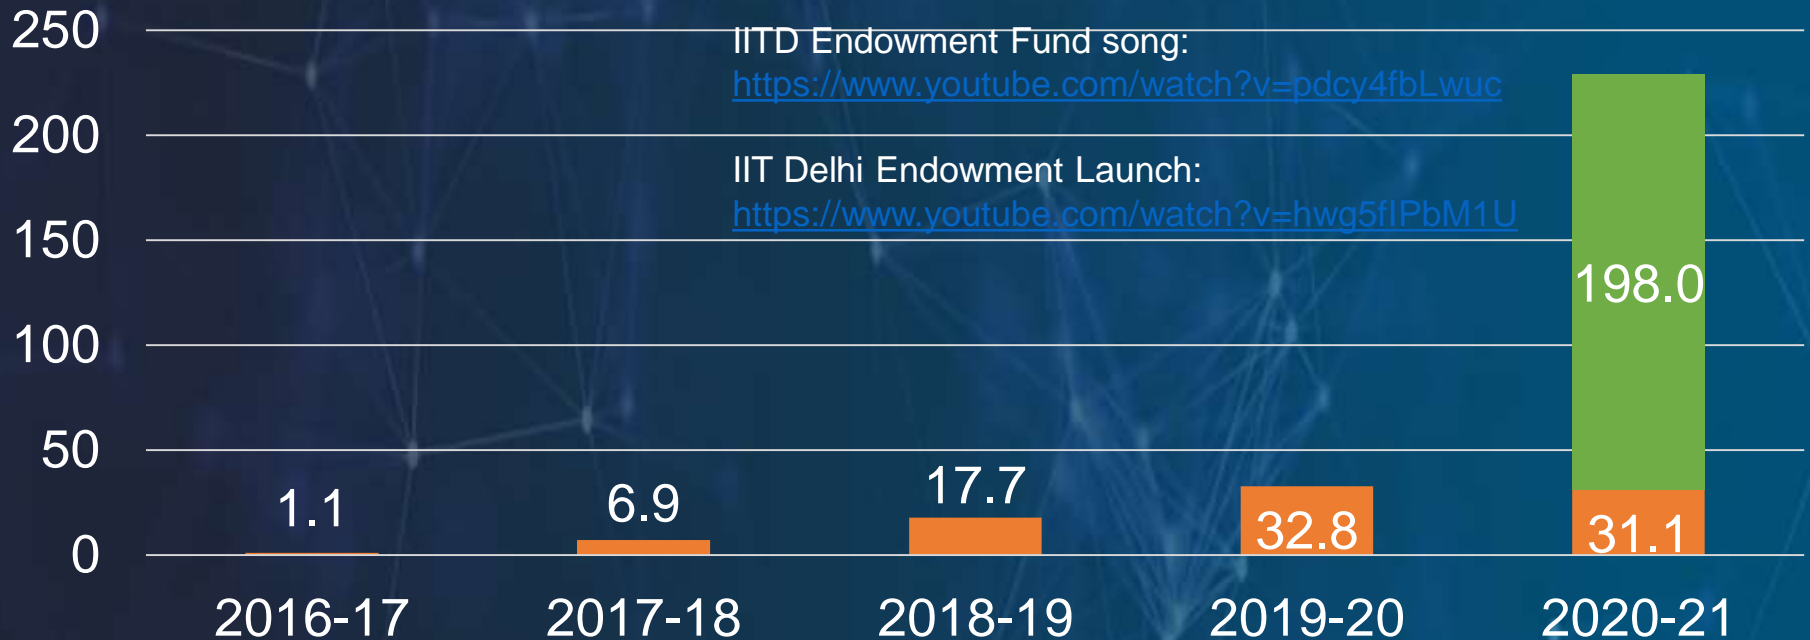 250
IITD Endowment Fund song:
https://www.youtube.com/watch?v=pdcy4fbLwuc
200
IIT Delhi Endowment Launch:
https://www.youtube.com/watch?v=hwg5flPbM1U
150
198.0
100
50
1.1 6.9 17.7 32.8 31.1
0
2016-17 2017-18 2018-19 2019-20 2020-21